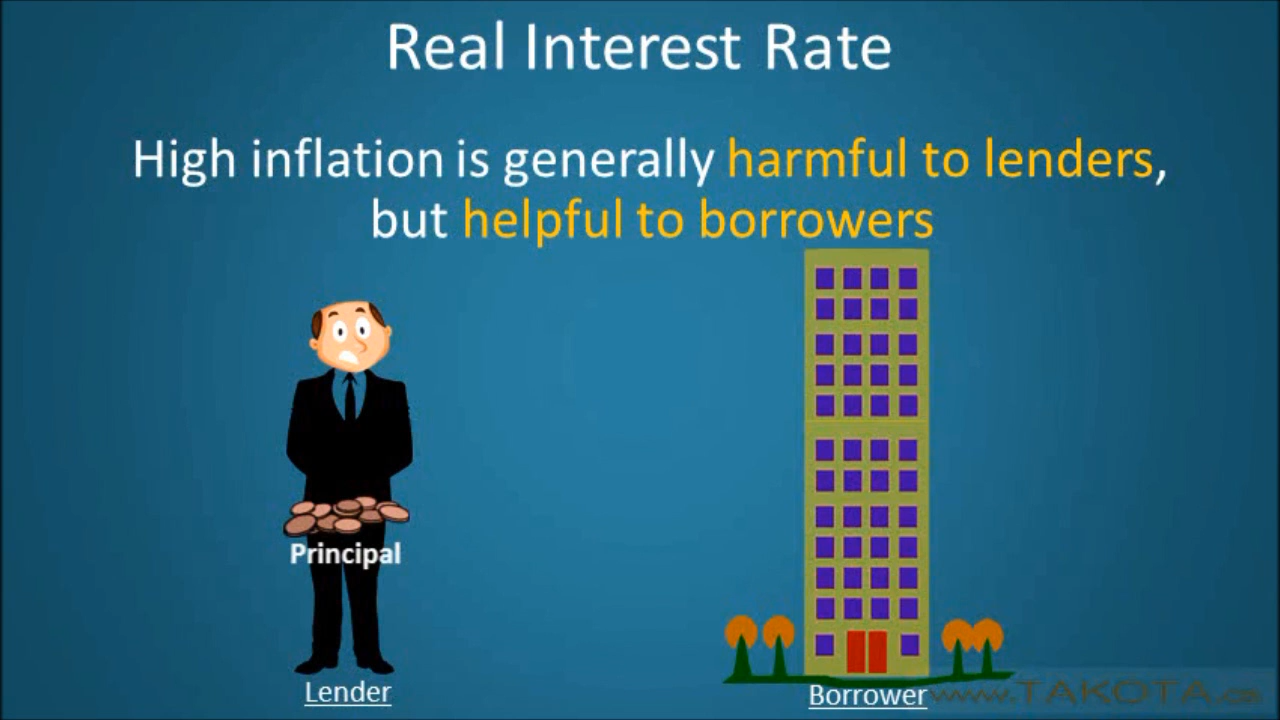 Real Interest Rate
High inflation is generally harmful to lenders,
but helpful to borrowers
Principal
Lender
Borrower
www.TAKOTA.ca